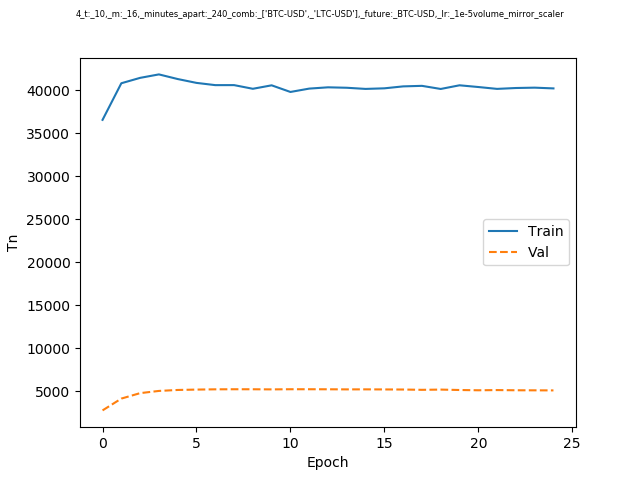 4_t:_10,_m:_16,_minutes_apart:_240_comb:_['BTC-USD',_'LTC-USD'],_future:_BTC-USD,_lr:_1e-5volume_mirror_scaler
40000
35000
30000
25000
20000
15000
10000
5000
Tn
Train
Val
0 5 10 15 20 25
Epoch